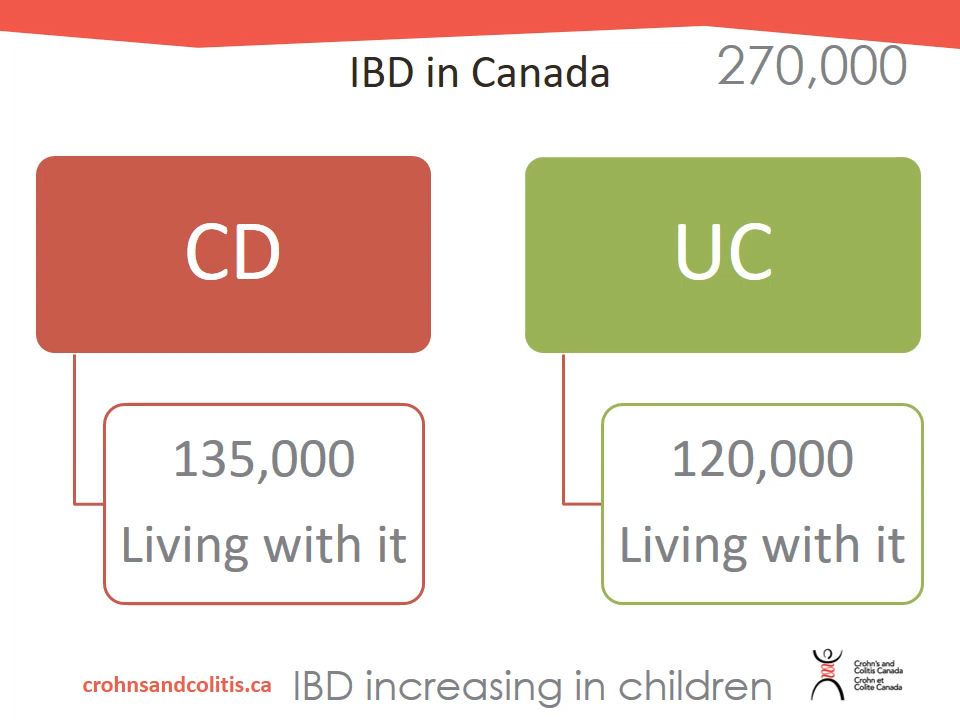 IBD in Canada
270,000
CD
UC
135,000
Living with it
120,000
Living with it
crohnsandcolitis.ca
IBD increasing in children
Crohn's and
Colitis Canada
Crohn et
Colite Canada